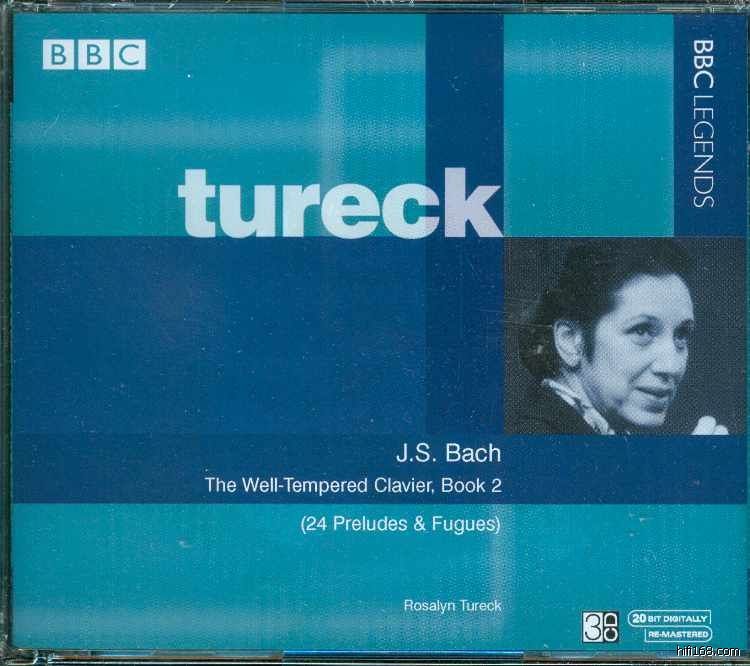 BBC
BBC LEGENDS
tureck
J.S. Bach
The Well-Tempered Clavier, Book 2
(24 Preludes & Fugues)
Rosalyn Tureck
3CD
20 BIT DIGITALLY
RE-MASTERED
hifi168.com